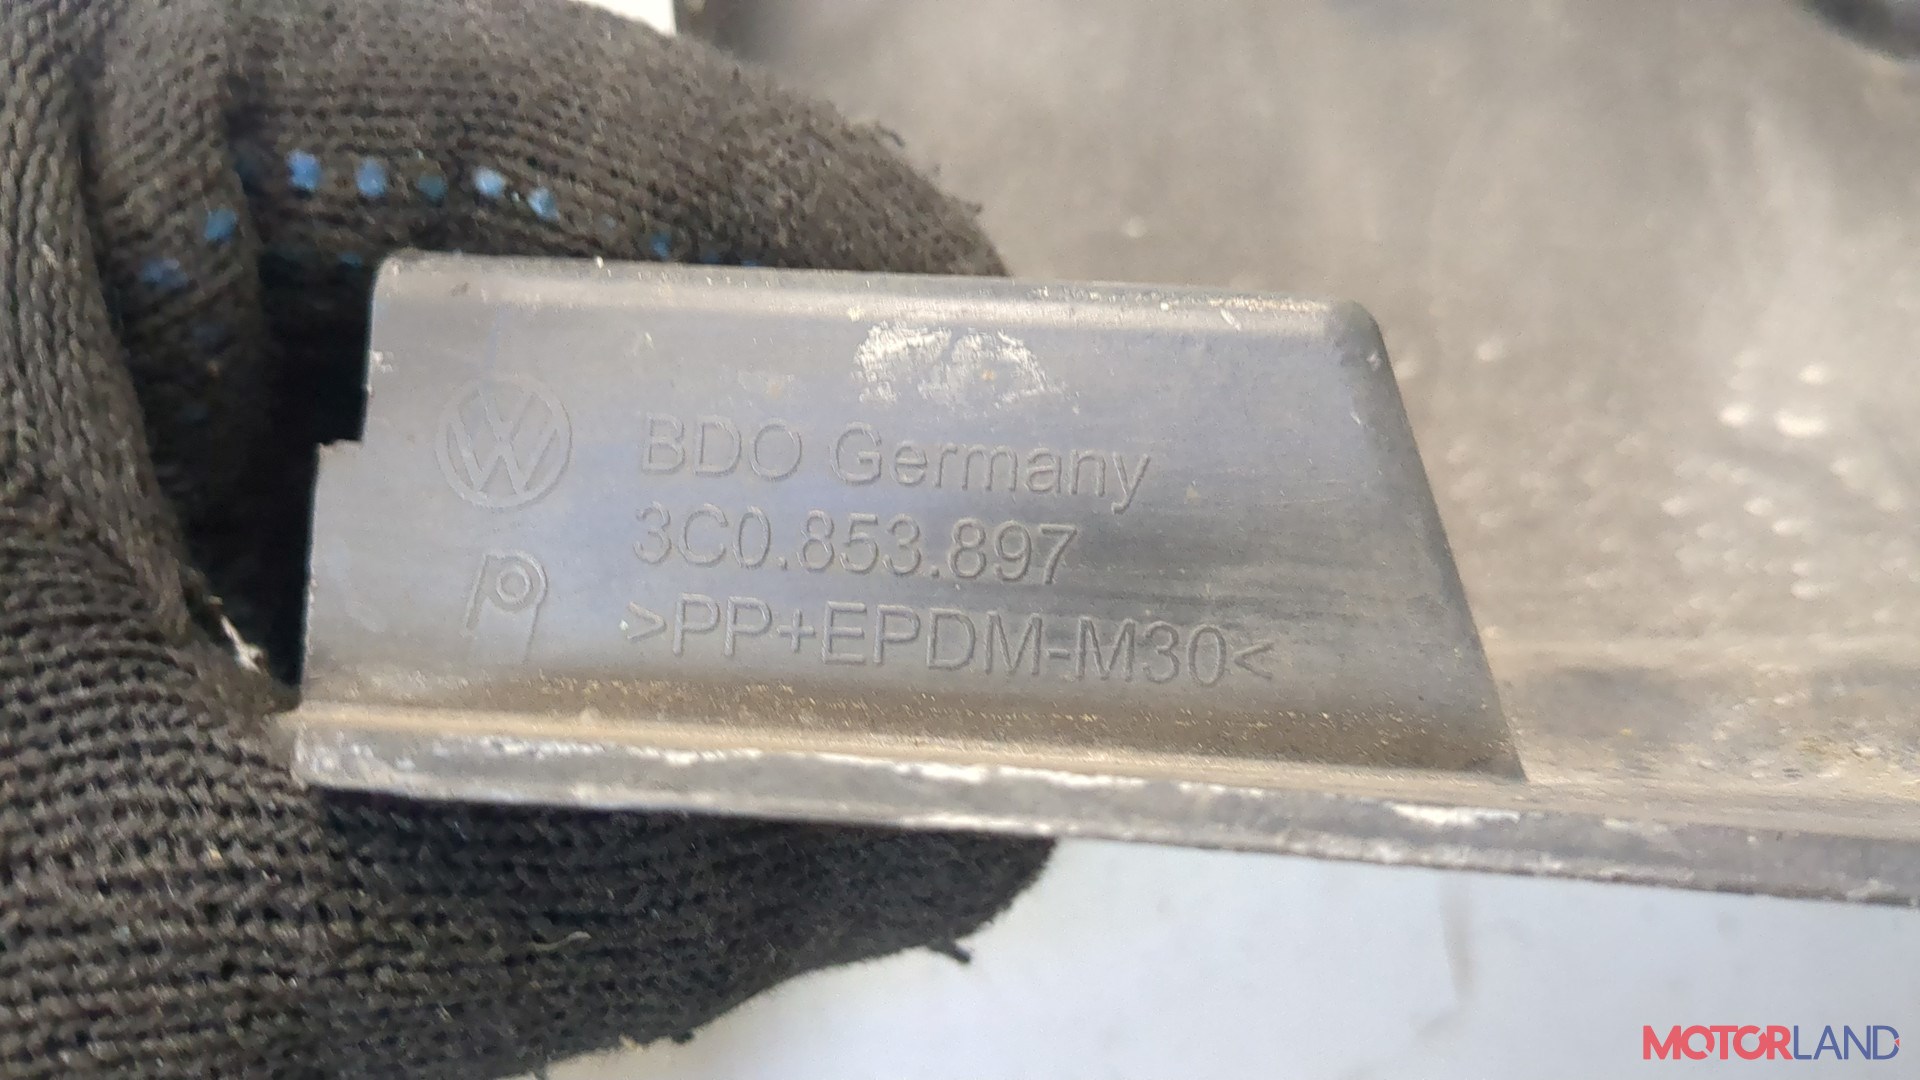 BDO Germany
3C0.853.897
>PP+EPDM-M30<
MOTORLAND